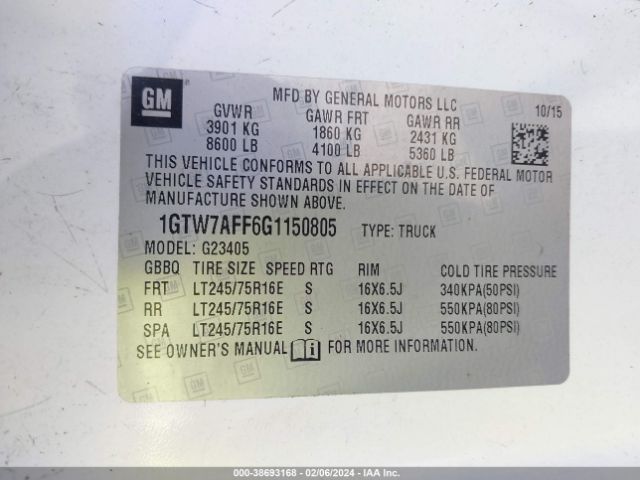 GM
MFD BY GENERAL MOTORS LLC
10/15
GVWR GAWR FRT GAWR RR
3901 KG 1860 KG 2431 KG
8600 LB 4100 LB 5360 LB
THIS VEHICLE CONFORMS TO ALL APPLICABLE U.S. FEDERAL MOTOR
VEHICLE SAFETY STANDARDS IN EFFECT ON THE DATE OF
MANUFACTURE SHOWN ABOVE.
1GTW7AFF6G1150805 TYPE: TRUCK
MODEL: G23405
GBBQ TIRE SIZE SPEED RTG RIM COLD TIRE PRESSURE
FRT LT245/75R16E S 16X6.5J 340KPA(50PSI)
RR LT245/75R16E S 16X6.5J 550KPA(80PSI)
SPA LT245/75R16E S 16X6.5J 550KPA(80PSI)
SEE OWNER'S MANUAL FOR MORE INFORMATION.
000-38693168 - 02/06/2024 - IAA Inc.